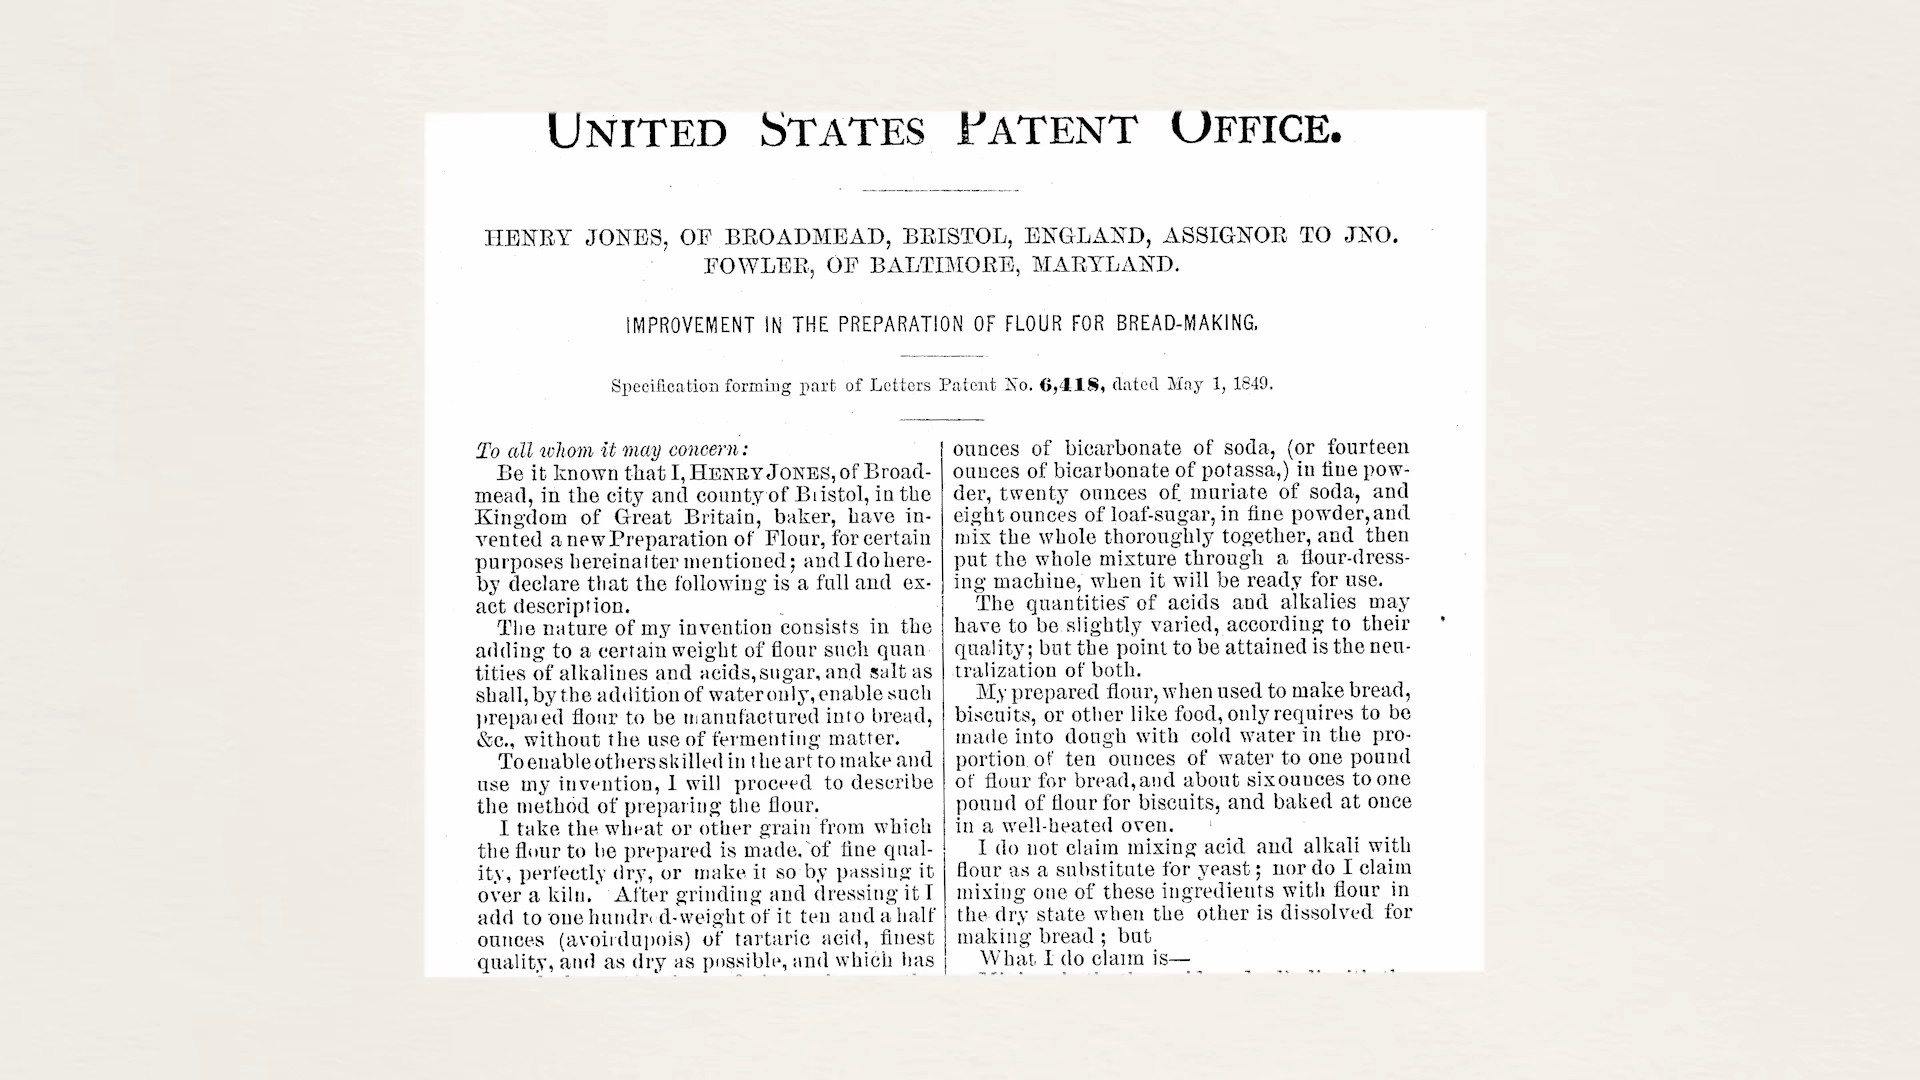 UNITED STATES PATENT OFFICE.
HENRY JONES, OF BROADMEAD, BRISTOL, ENGLAND, ASSIGNOR TO JNO.
FOWLER, OF BALTIMORE, MARYLAND.
IMPROVEMENT IN THE PREPARATION OF FLOUR FOR BREAD-MAKING.
Specification forming part of Letters Patent No. 6,418, dated May 1, 1849.
To all whom it may concern:
Be it known that I, HENRY JONES, of Broad-
mead, in the city and county of Bristol, in the
Kingdom of Great Britain, baker, have in-
vented a new Preparation of Flour, for certain
purposes hereinafter mentioned; and I do here-
by declare that the following is a full and ex-
act description.
The nature of my invention consists in the
adding to a certain weight of flour such quan
tities of alkalines and acids, sugar, and salt as
shall, by the addition of water only, enable such
prepared flour to be manufactured into bread,
&c., without the use of fermenting matter.
To enable others skilled in the art to make and
use my invention, I will proceed to describe
the method of preparing the flour.
I take the wheat or other grain from which
the flour to be prepared is made, of fine qual-
ity, perfectly dry, or make it so by passing it
over a kiln. After grinding and dressing it I
add to one hundred-weight of it ten and a half
ounces (avoirdupois) of tartaric acid, finest
quality, and as dry as possible, and which has
ounces of bicarbonate of soda, (or fourteen
ounces of bicarbonate of potassa,) in fine pow-
der, twenty ounces of muriate of soda, and
eight ounces of loaf-sugar, in fine powder, and
mix the whole thoroughly together, and then
put the whole mixture through a flour-dress-
ing machine, when it will be ready for use.
The quantities of acids and alkalies may
have to be slightly varied, according to their
quality; but the point to be attained is the neu-
tralization of both.
My prepared flour, when used to make bread,
biscuits, or other like food, only requires to be
made into dough with cold water in the pro-
portion of ten ounces of water to one pound
of flour for bread, and about six ounces to one
pound of flour for biscuits, and baked at once
in a well-heated oven.
I do not claim mixing acid and alkali with
flour as a substitute for yeast; nor do I claim
mixing one of these ingredients with flour in
the dry state when the other is dissolved for
making bread; but
What I do claim is—